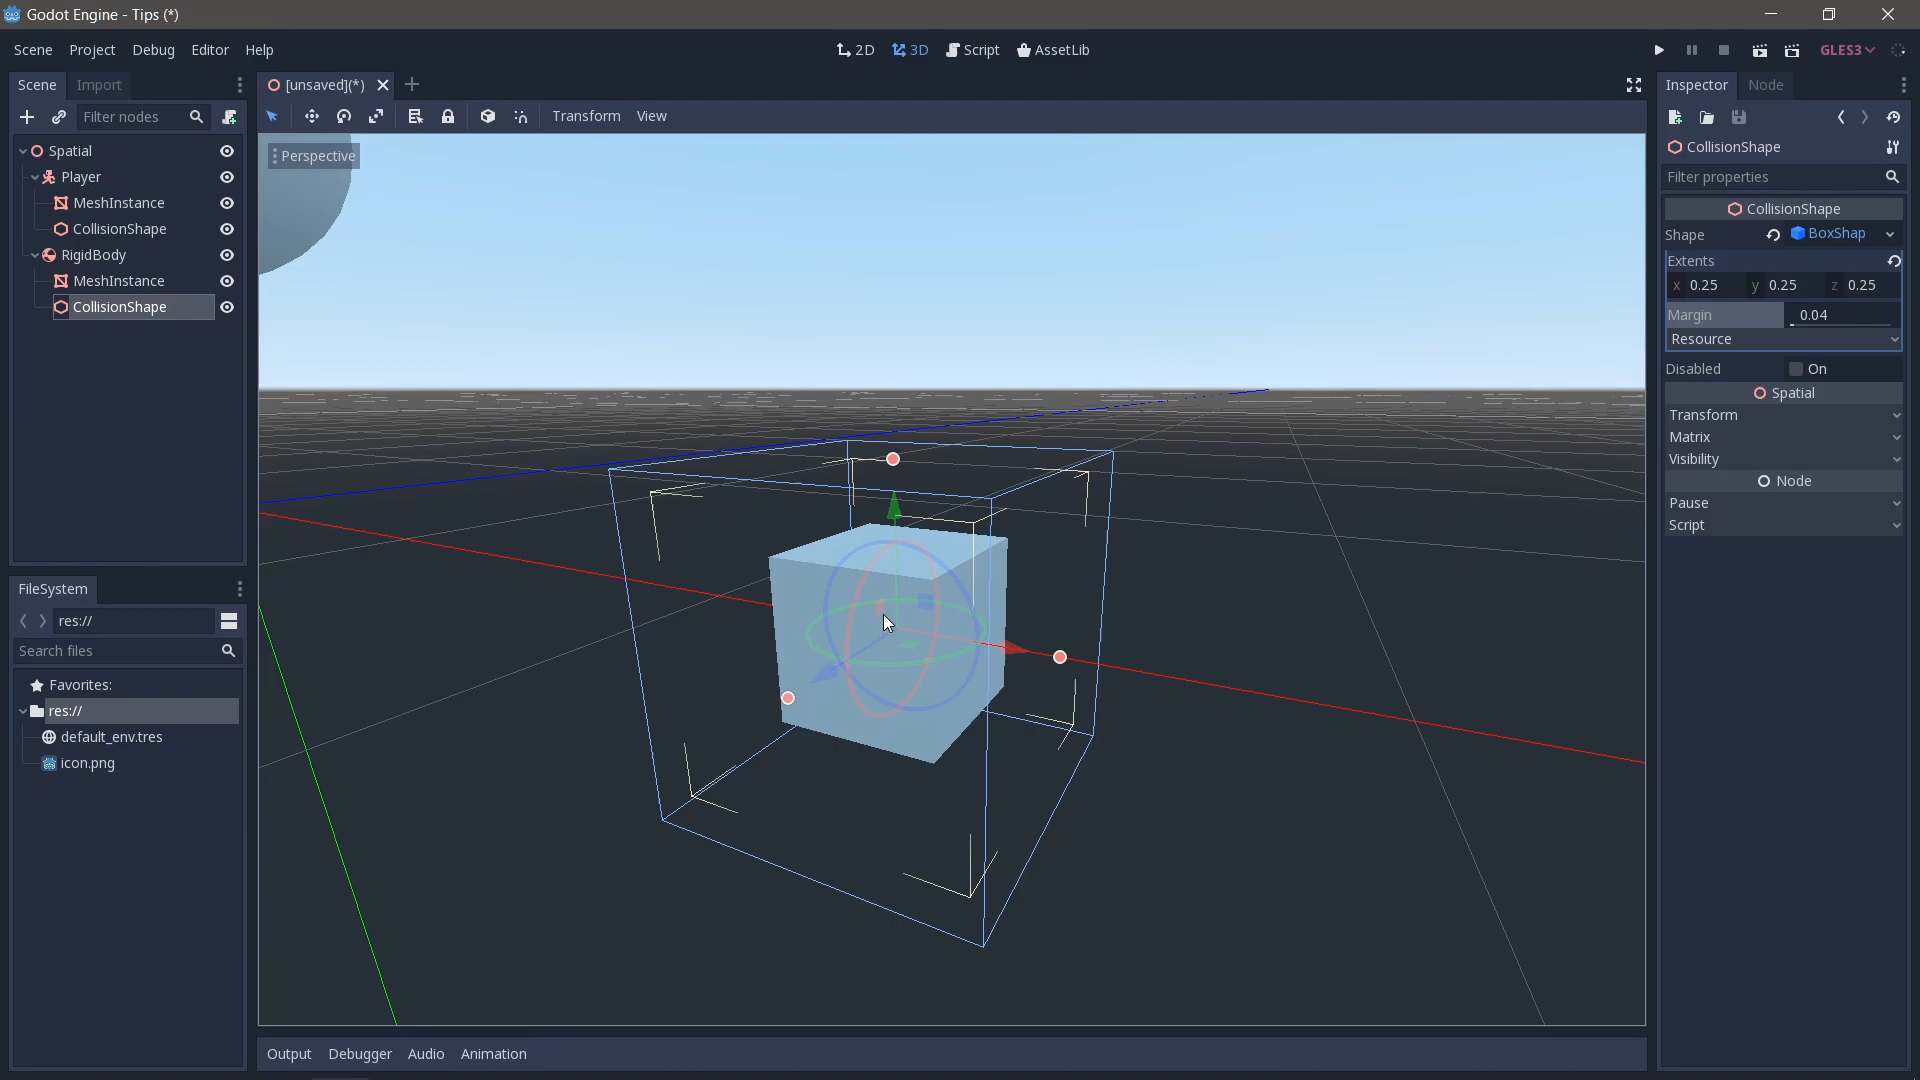 Godot Engine - Tips (*)
Scene Project Debug Editor Help
2D 3D Script AssetLib
GLES3
Scene Import
[unsaved](*)
Inspector Node
Filter nodes
Transform View
Spatial
Player
MeshInstance
CollisionShape
RigidBody
MeshInstance
CollisionShape
Perspective
CollisionShape
Filter properties
CollisionShape
Shape BoxShap
Extents
x 0.25 y 0.25 z 0.25
Margin 0.04
Resource
Disabled On
Spatial
Transform
Matrix
Visibility
Node
Pause
Script
FileSystem
res://
Search files
Favorites:
res://
default_env.tres
icon.png
Output Debugger Audio Animation